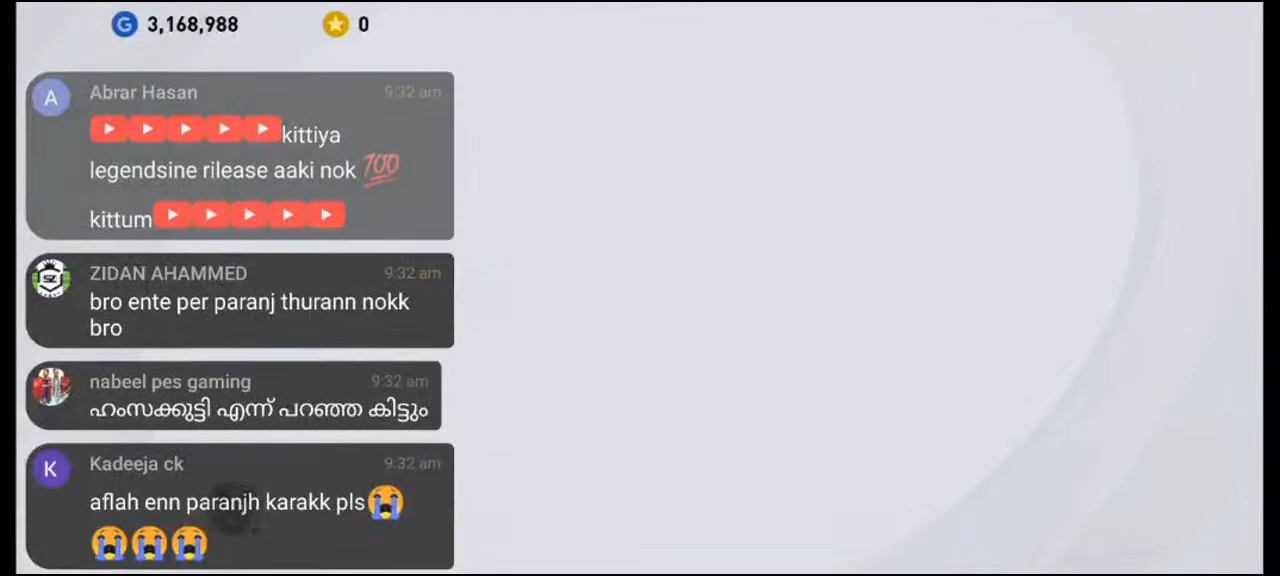 3,168,988 0
Abrar Hasan 9:32 am
kittiya
legendsine rilease aaki nok 💯
kittum
ZIDAN AHAMMED 9:32 am
bro ente per paranj thurann nokk
bro
nabeel pes gaming 9:32 am
ഹംസക്കുട്ടി എന്ന് പറഞ്ഞ കിട്ടും
Kadeeja ck 9:32 am
aflah enn paranjh karakk pls😭
😭😭😭